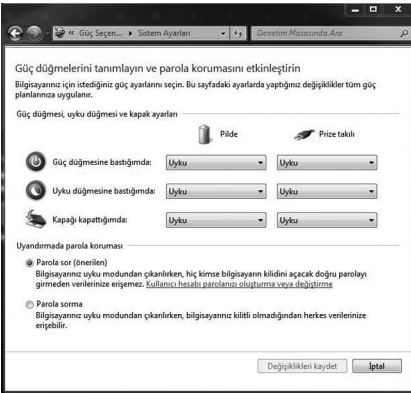 « Güç Seçen... ▸ Sistem Ayarları
Denetim Masasında Ara
Güç düğmelerini tanımlayın ve parola korumasını etkinleştirin
Bilgisayarınız için istediğiniz güç ayarlarını seçin. Bu sayfadaki ayarlarda yaptığınız değişiklikler tüm güç
planlarınıza uygulanır.
Güç düğmesi, uyku düğmesi ve kapak ayarları
Pilde Prize takılı
Güç düğmesine bastığımda: Uyku Uyku
Uyku düğmesine bastığımda: Uyku Uyku
Kapağı kapattığımda: Uyku Uyku
Uyandırmada parola koruması
Parola sor (önerilen)
Bilgisayarınız uyku modundan çıkarılırken, hiç kimse bilgisayarın kilidini açacak doğru parolayı
girmeden verilerinize erişemez. Kullanıcı hesabı parolanızı oluşturma veya değiştirme
Parola sorma
Bilgisayarınız uyku modundan çıkarılırken, bilgisayarınız kilitli olmadığından herkes verilerinize
erişebilir.
Değişiklikleri kaydet İptal